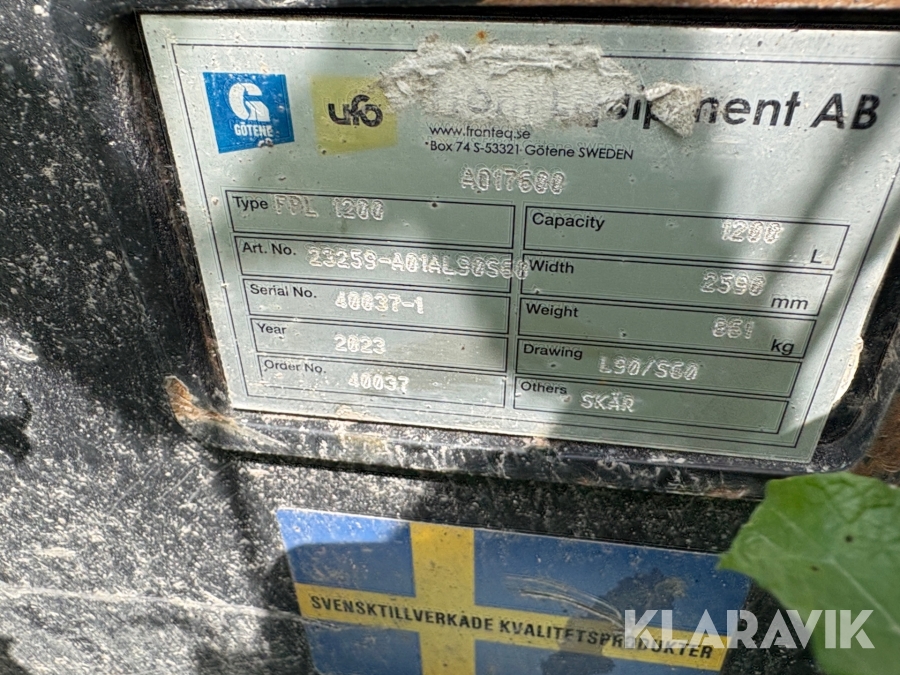 G
GÖTENE
ufo
Equipment AB
www.fronteq.se
Box 74 S-53321 Götene SWEDEN
A017600
Type FPL 1200
Capacity 1200 L
Art. No. 23259-A01AL90S60
Width 2590 mm
Serial No. 40037-1
Weight 861 kg
Year 2023
Drawing L90/S60
Order No. 40037
Others SKÄR
SVENSKTILLVERKADE KVALITETSPRODUKTER
KLARAVIK